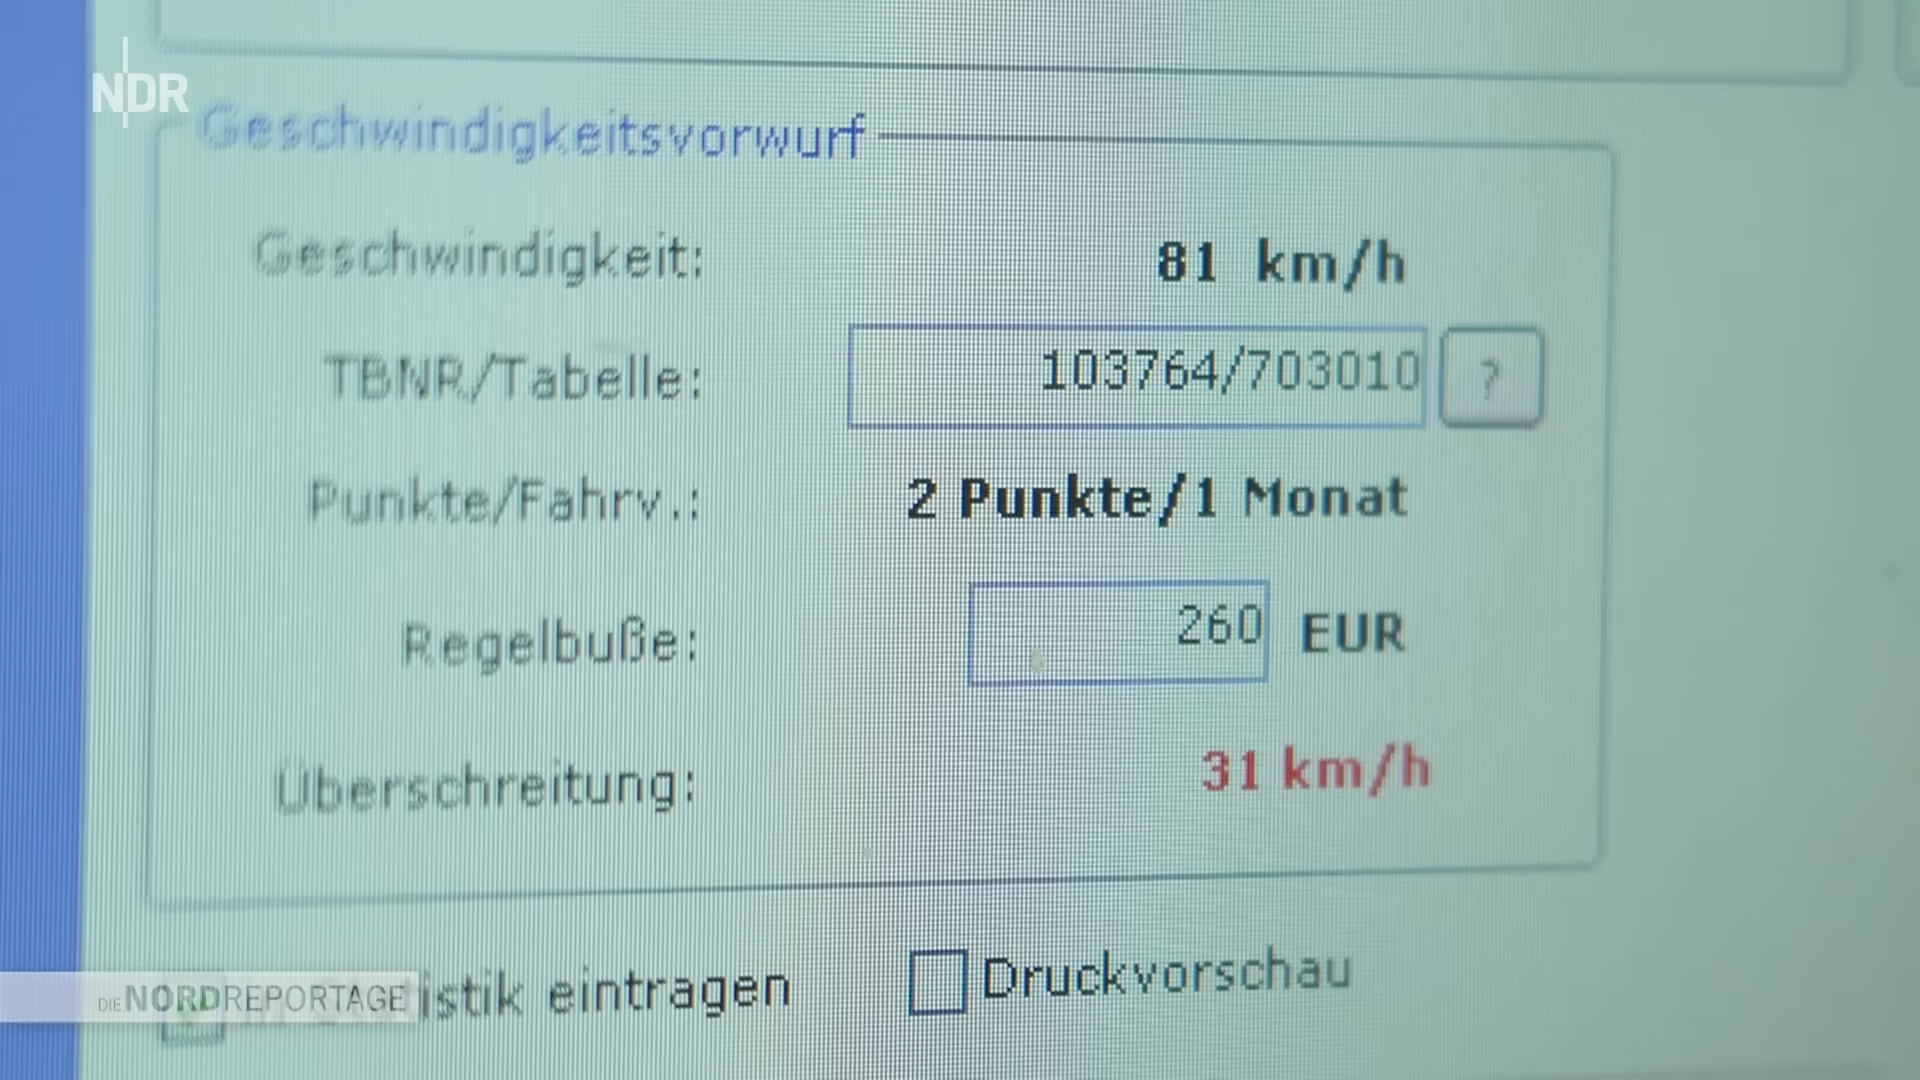 NDR
Geschwindigkeitsvorwurf
Geschwindigkeit: 81 km/h
TBNR/Tabelle: 103764/703010 ?
Punkte/Fahrv.: 2 Punkte/1 Monat
Regelbuße: 260 EUR
Überschreitung: 31 km/h
istik eintragen Druckvorschau
DIE NORDREPORTAGE